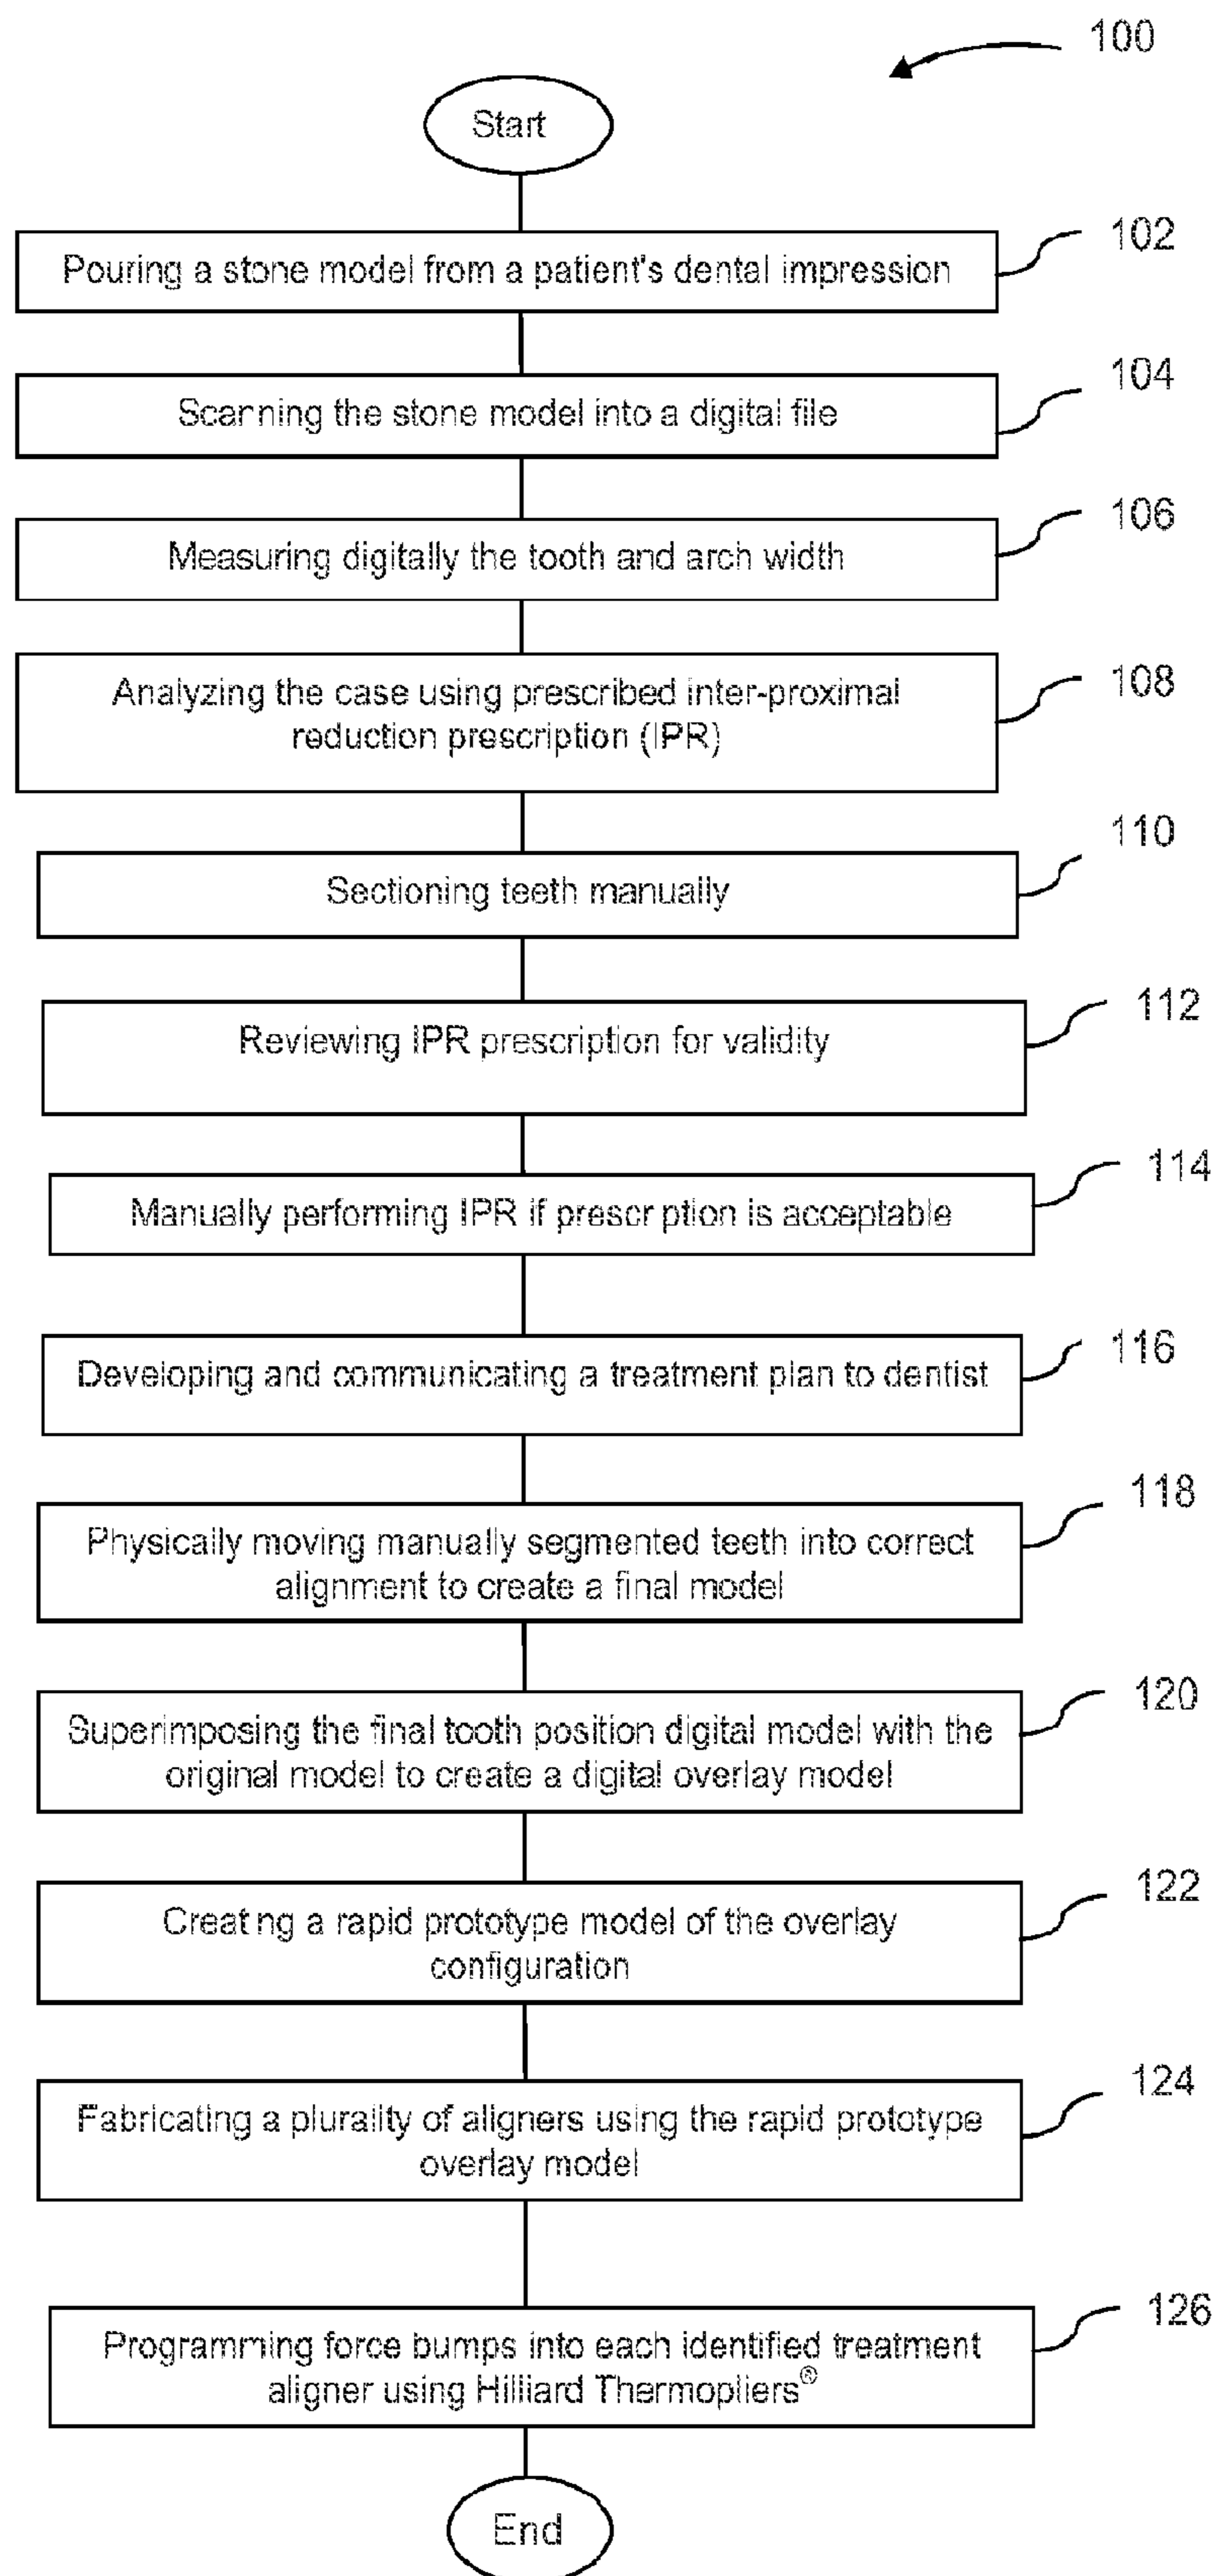 100
Start
102
Pouring a stone model from a patient's dental impression
104
Scanning the stone model into a digital file
106
Measuring digitally the tooth and arch width
108
Analyzing the case using prescribed inter-proximal
reduction prescription (IPR)
110
Sectioning teeth manually
112
Reviewing IPR prescription for validity
114
Manually performing IPR if prescription is acceptable
116
Developing and communicating a treatment plan to dentist
118
Physically moving manually segmented teeth into correct
alignment to create a final model
120
Superimposing the final tooth position digital model with the
original model to create a digital overlay model
122
Creating a rapid prototype model of the overlay
configuration
124
Fabricating a plurality of aligners using the rapid prototype
overlay model
126
Programming force bumps into each identified treatment
aligner using Hilliard Thermopliers®
End